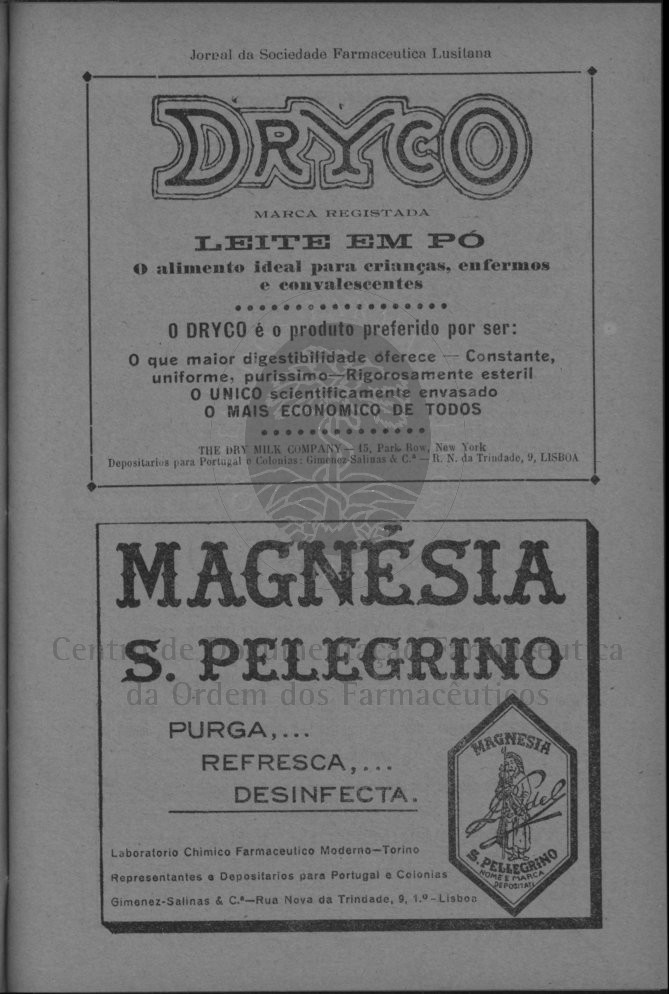 Jornal da Sociedade Farmaceutica Lusitana
DRYCO
MARCA REGISTADA
LEITE EM PÓ
O alimento ideal para crianças, enfermos
e convalescentes
O DRYCO é o produto preferido por ser:
O que maior digestibilidade oferece — Constante,
uniforme, purissimo—Rigorosamente esteril
O UNICO scientificamente envasado
O MAIS ECONOMICO DE TODOS
THE DRY MILK COMPANY — 15, Park Row, New York
Depositarios para Portugal e Colonias: Gimenez-Salinas & C.ª — R. N. da Trindade, 9, LISBOA
MAGNÉSIA
S. PELEGRINO
Centro de Documentação Farmacêutica
da Ordem dos Farmacêuticos
PURGA,...
REFRESCA,...
DESINFECTA.
MAGNESIA
S. PELLEGRINO
NOME E MARCA
DEPOSITATI
Laboratorio Chimico Farmaceutico Moderno—Torino
Representantes e Depositarios para Portugal e Colonias
Gimenez-Salinas & C.ª—Rua Nova da Trindade, 9, 1.º-Lisboa